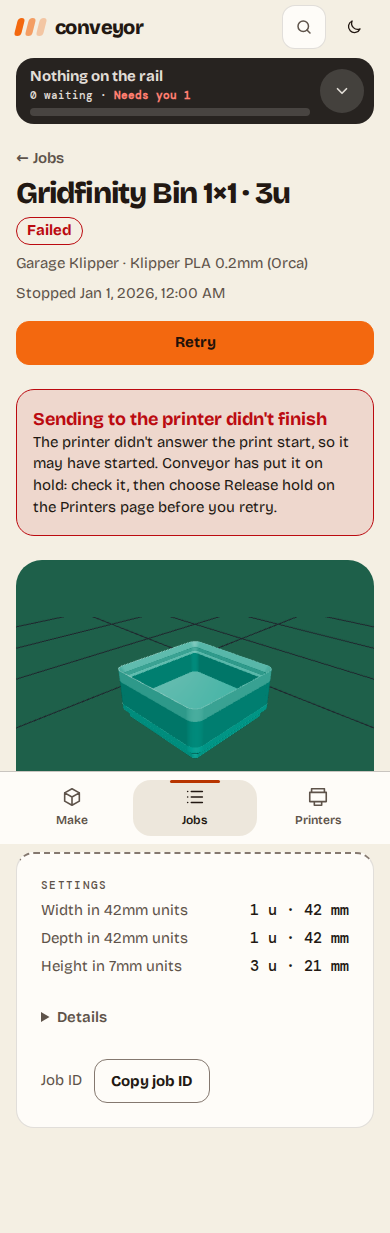 conveyor
Nothing on the rail
0 waiting · Needs you 1
← Jobs
Gridfinity Bin 1×1 · 3u
Failed
Garage Klipper · Klipper PLA 0.2mm (Orca)
Stopped Jan 1, 2026, 12:00 AM
Retry
Sending to the printer didn't finish
The printer didn't answer the print start, so it
may have started. Conveyor has put it on
hold: check it, then choose Release hold on
the Printers page before you retry.
Make
Jobs
Printers
SETTINGS
Width in 42mm units 1 u · 42 mm
Depth in 42mm units 1 u · 42 mm
Height in 7mm units 3 u · 21 mm
Details
Job ID Copy job ID